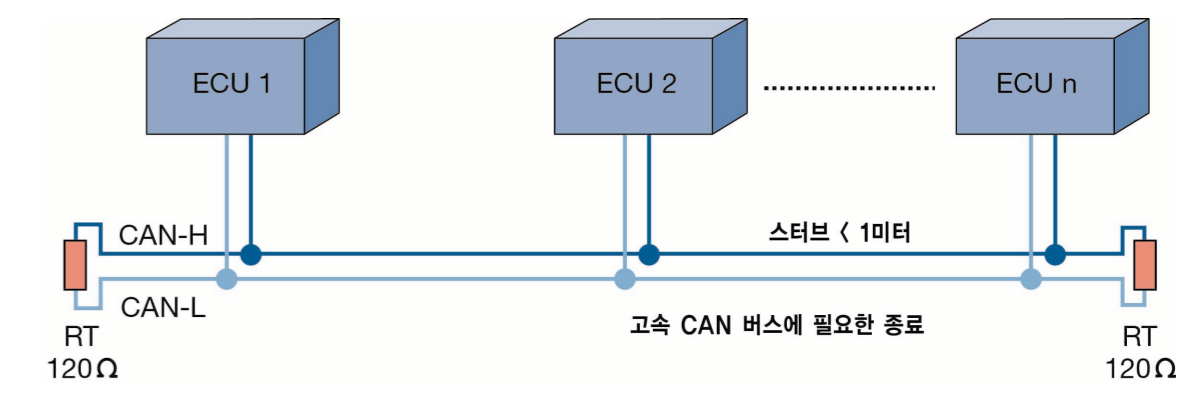 ECU 1
ECU 2
ECU n
CAN-H
스터브 < 1미터
CAN-L
고속 CAN 버스에 필요한 종료
RT
120Ω
RT
120Ω